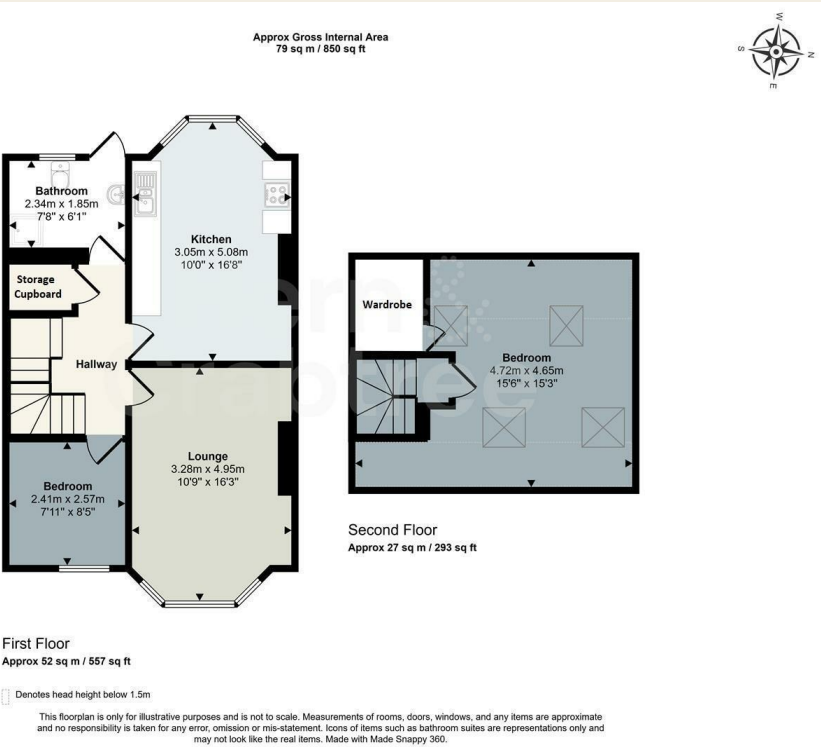 Approx Gross Internal Area
79 sq m / 850 sq ft
W
S
N
E
Bathroom
2.34m x 1.85m
7'8" x 6'1"
Kitchen
3.05m x 5.08m
10'0" x 16'8"
Storage
Cupboard
Hallway
Lounge
3.28m x 4.95m
10'9" x 16'3"
Bedroom
2.41m x 2.57m
7'11" x 8'5"
Wardrobe
Bedroom
4.72m x 4.65m
15'6" x 15'3"
Second Floor
Approx 27 sq m / 293 sq ft
First Floor
Approx 52 sq m / 557 sq ft
Denotes head height below 1.5m
This floorplan is only for illustrative purposes and is not to scale. Measurements of rooms, doors, windows, and any items are approximate
and no responsibility is taken for any error, omission or mis-statement. Icons of items such as bathroom suites are representations only and
may not look like the real items. Made with Made Snappy 360.